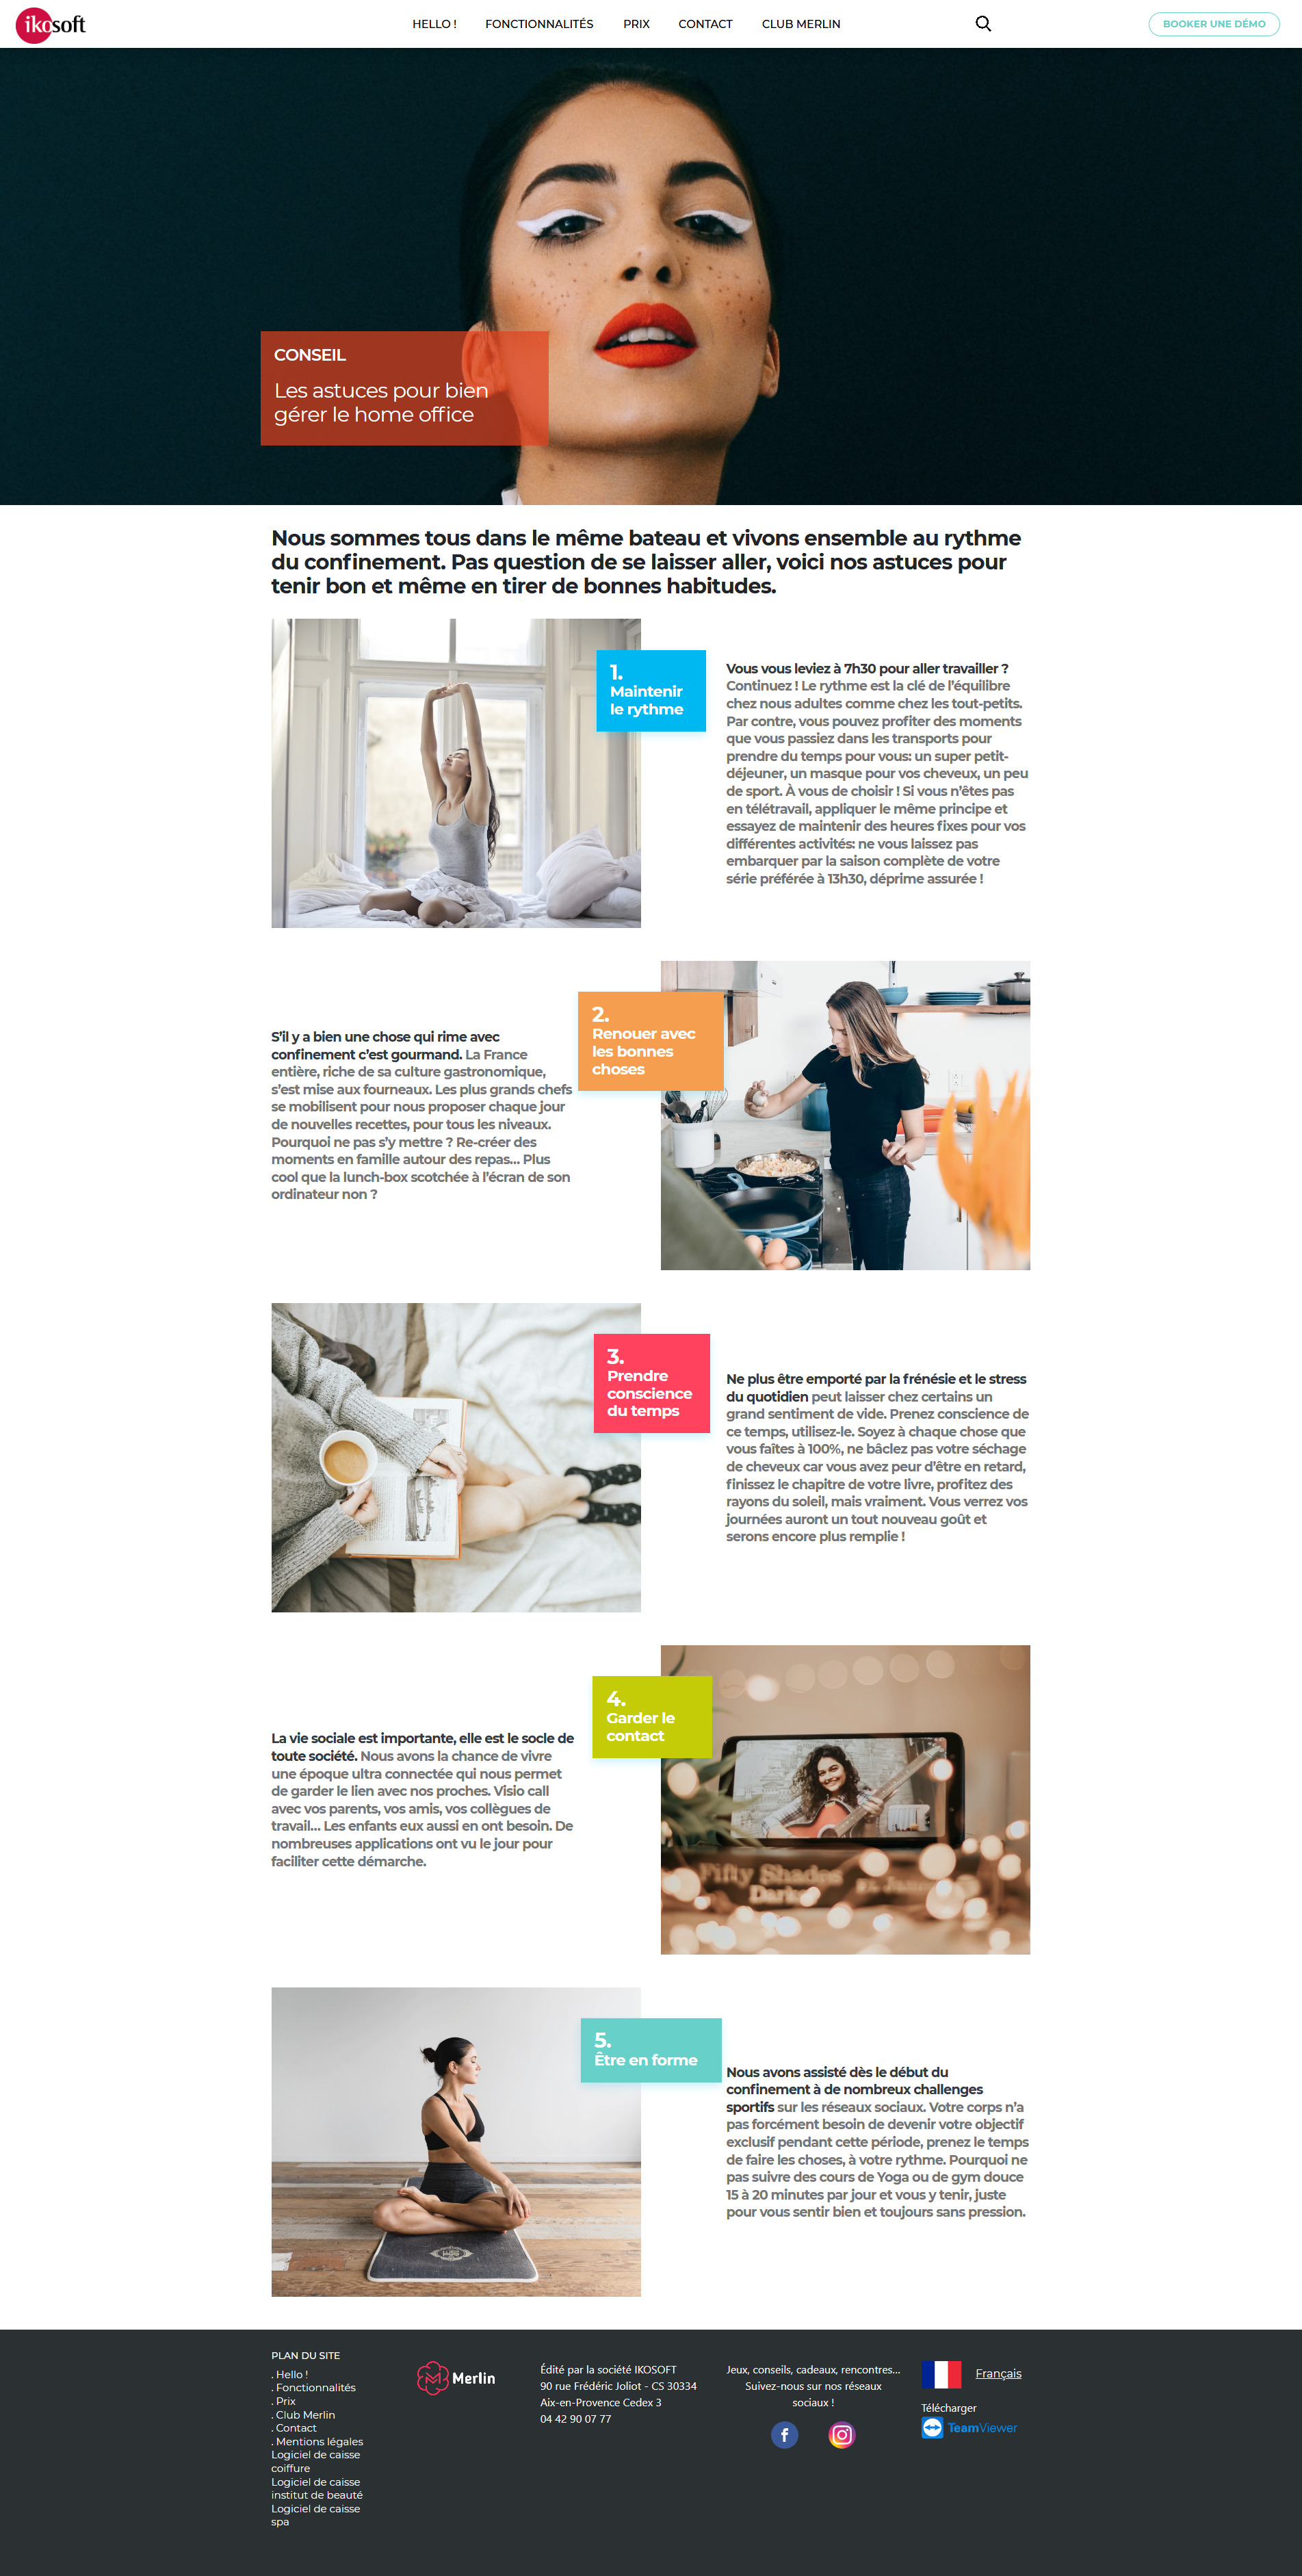 ikosoft
HELLO !
FONCTIONNALITÉS
PRIX
CONTACT
CLUB MERLIN
BOOKER UNE DÉMO
CONSEIL
Les astuces pour bien
gérer le home office
Nous sommes tous dans le même bateau et vivons ensemble au rythme
du confinement. Pas question de se laisser aller, voici nos astuces pour
tenir bon et même en tirer de bonnes habitudes.
1.
Maintenir
le rythme
Vous vous leviez à 7h30 pour aller travailler ?
Continuez ! Le rythme est la clé de l'équilibre
chez nous adultes comme chez les tout-petits.
Par contre, vous pouvez profiter des moments
que vous passiez dans les transports pour
prendre du temps pour vous: un super petit-
déjeuner, un masque pour vos cheveux, un peu
de sport. À vous de choisir ! Si vous n'êtes pas
en télétravail, appliquer le même principe et
essayez de maintenir des heures fixes pour vos
différentes activités: ne vous laissez pas
embarquer par la saison complète de votre
série préférée à 13h30, déprime assurée !
2.
Renouer avec
les bonnes
choses
S'il y a bien une chose qui rime avec
confinement c'est gourmand. La France
entière, riche de sa culture gastronomique,
s'est mise aux fourneaux. Les plus grands chefs
se mobilisent pour nous proposer chaque jour
de nouvelles recettes, pour tous les niveaux.
Pourquoi ne pas s'y mettre ? Re-créer des
moments en famille autour des repas... Plus
cool que la lunch-box scotchée à l'écran de son
ordinateur non ?
3.
Prendre
conscience
du temps
Ne plus être emporté par la frénésie et le stress
du quotidien peut laisser chez certains un
grand sentiment de vide. Prenez conscience de
ce temps, utilisez-le. Soyez à chaque chose que
vous faîtes à 100%, ne bâclez pas votre séchage
de cheveux car vous avez peur d'être en retard,
finissez le chapitre de votre livre, profitez des
rayons du soleil, mais vraiment. Vous verrez vos
journées auront un tout nouveau goût et
serons encore plus remplie !
4.
Garder le
contact
La vie sociale est importante, elle est le socle de
toute société. Nous avons la chance de vivre
une époque ultra connectée qui nous permet
de garder le lien avec nos proches. Visio call
avec vos parents, vos amis, vos collègues de
travail... Les enfants eux aussi en ont besoin. De
nombreuses applications ont vu le jour pour
faciliter cette démarche.
Fifty Shades
Darker
5.
Être en forme
Nous avons assisté dès le début du
confinement à de nombreux challenges
sportifs sur les réseaux sociaux. Votre corps n'a
pas forcément besoin de devenir votre objectif
exclusif pendant cette période, prenez le temps
de faire les choses, à votre rythme. Pourquoi ne
pas suivre des cours de Yoga ou de gym douce
15 à 20 minutes par jour et vous y tenir, juste
pour vous sentir bien et toujours sans pression.
PLAN DU SITE
. Hello !
. Fonctionnalités
. Prix
. Club Merlin
. Contact
. Mentions légales
Logiciel de caisse
coiffure
Logiciel de caisse
institut de beauté
Logiciel de caisse
spa
Merlin
Édité par la société IKOSOFT
90 rue Frédéric Joliot - CS 30334
Aix-en-Provence Cedex 3
04 42 90 07 77
Jeux, conseils, cadeaux, rencontres...
Suivez-nous sur nos réseaux
sociaux !
Français
Télécharger
TeamViewer